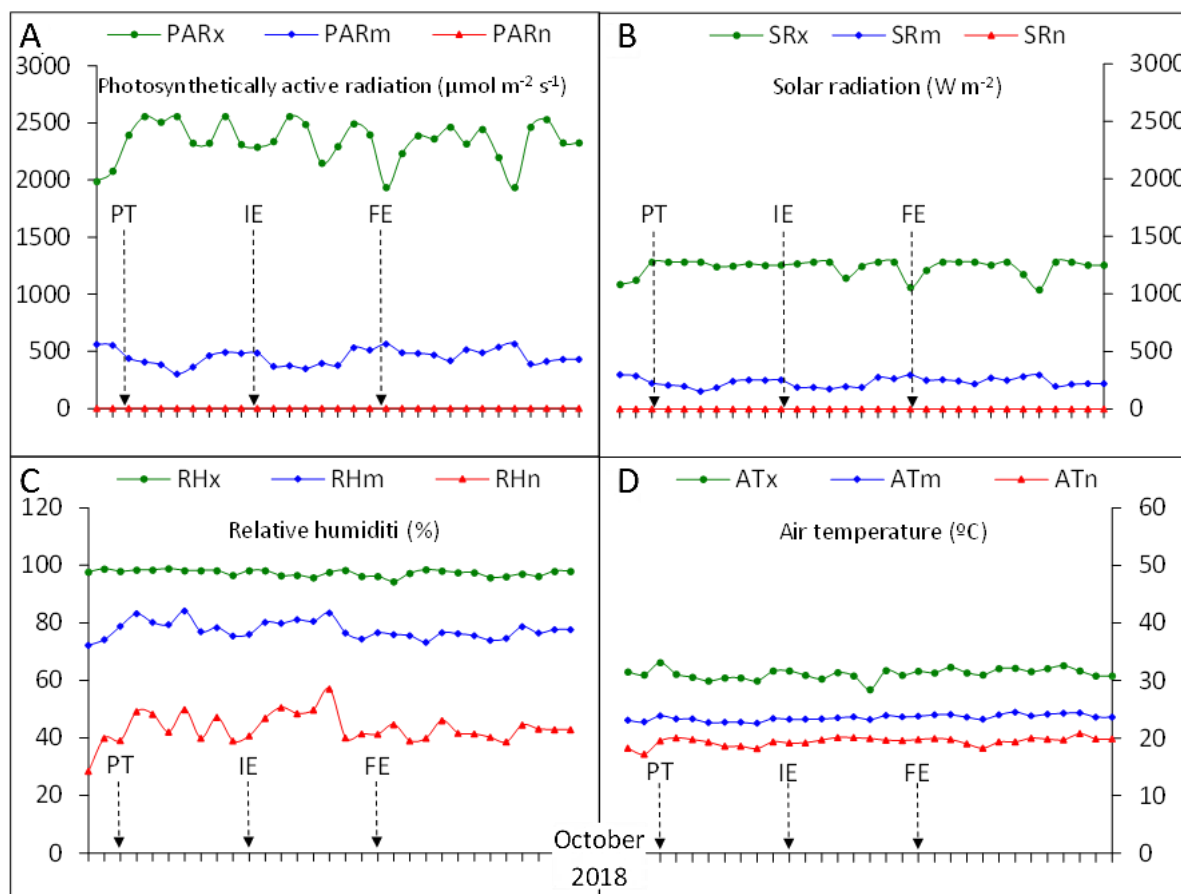 A PARx PARm PARn
Photosynthetically active radiation (µmol m⁻² s⁻¹)
3000
2500
2000
1500
1000
500
0
PT IE FE
B SRx SRm SRn
Solar radiation (W m⁻²)
3000
2500
2000
1500
1000
500
0
PT IE FE
C RHx RHm RHn
Relative humiditi (%)
120
100
80
60
40
20
0
PT IE FE
D ATx ATm ATn
Air temperature (ºC)
60
50
40
30
20
10
0
PT IE FE
October
2018